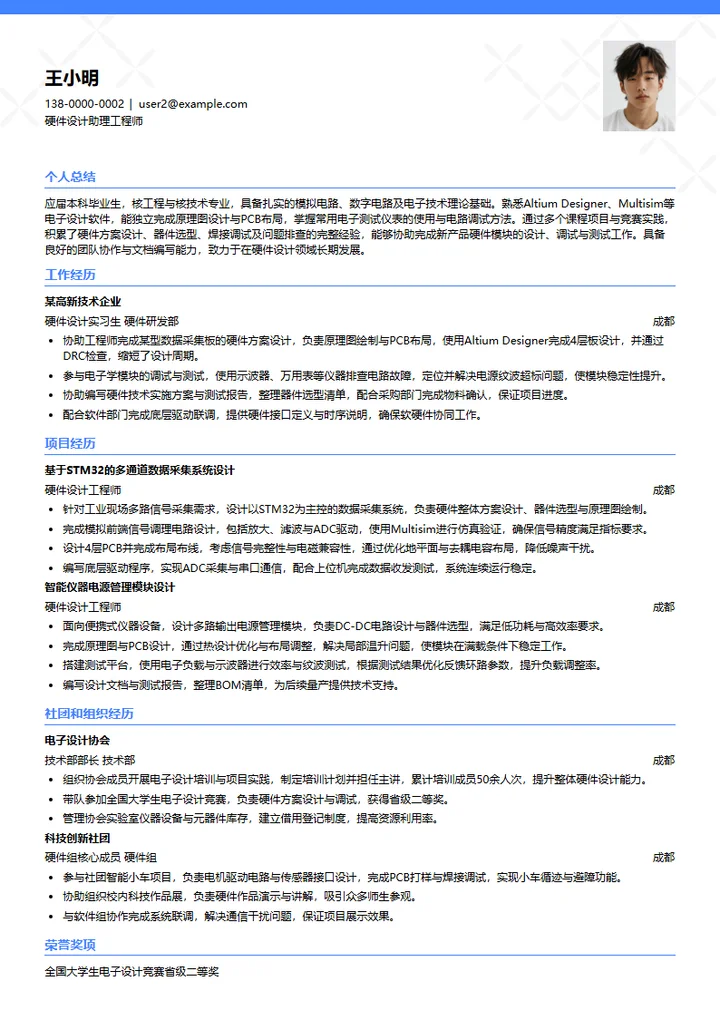 王小明
138-0000-0002 | user2@example.com
硬件设计助理工程师
个人总结
应届本科毕业生，核工程与核技术专业，具备扎实的模拟电路、数字电路及电子技术理论基础。熟悉Altium Designer、Multisim等
电子设计软件，能独立完成原理图设计与PCB布局，掌握常用电子测试仪表的使用与电路调试方法。通过多个课程项目与竞赛实践，
积累了硬件方案设计、器件选型、焊接调试及问题排查的完整经验，能够协助完成新产品硬件模块的设计、调试与测试工作。具备
良好的团队协作与文档编写能力，致力于在硬件设计领域长期发展。
工作经历
某高新技术企业
硬件设计实习生 硬件研发部 成都
• 协助工程师完成某型数据采集板的硬件方案设计，负责原理图绘制与PCB布局，使用Altium Designer完成4层板设计，并通过
DRC检查，缩短了设计周期。
• 参与电子学模块的调试与测试，使用示波器、万用表等仪器排查电路故障，定位并解决电源纹波超标问题，使模块稳定性提升。
• 协助编写硬件技术实施方案与测试报告，整理器件选型清单，配合采购部门完成物料确认，保证项目进度。
• 配合软件部门完成底层驱动联调，提供硬件接口定义与时序说明，确保软硬件协同工作。
项目经历
基于STM32的多通道数据采集系统设计
硬件设计工程师 成都
• 针对工业现场多路信号采集需求，设计以STM32为主控的数据采集系统，负责硬件整体方案设计、器件选型与原理图绘制。
• 完成模拟前端信号调理电路设计，包括放大、滤波与ADC驱动，使用Multisim进行仿真验证，确保信号精度满足指标要求。
• 设计4层PCB并完成布局布线，考虑信号完整性与电磁兼容性，通过优化地平面与去耦电容布局，降低噪声干扰。
• 编写底层驱动程序，实现ADC采集与串口通信，配合上位机完成数据收发测试，系统连续运行稳定。
智能仪器电源管理模块设计
硬件设计工程师 成都
• 面向便携式仪器设备，设计多路输出电源管理模块，负责DC-DC电路设计与器件选型，满足低功耗与高效率要求。
• 完成原理图与PCB设计，通过热设计优化与布局调整，解决局部温升问题，使模块在满载条件下稳定工作。
• 搭建测试平台，使用电子负载与示波器进行效率与纹波测试，根据测试结果优化反馈环路参数，提升负载调整率。
• 编写设计文档与测试报告，整理BOM清单，为后续量产提供技术支持。
社团和组织经历
电子设计协会
技术部部长 技术部 成都
• 组织协会成员开展电子设计培训与项目实践，制定培训计划并担任主讲，累计培训成员50余人次，提升整体硬件设计能力。
• 带队参加全国大学生电子设计竞赛，负责硬件方案设计与调试，获得省级二等奖。
• 管理协会实验室仪器设备与元器件库存，建立借用登记制度，提高资源利用率。
科技创新社团
硬件组核心成员 硬件组 成都
• 参与社团智能小车项目，负责电机驱动电路与传感器接口设计，完成PCB打样与焊接调试，实现小车循迹与避障功能。
• 协助组织校内科技作品展，负责硬件作品演示与讲解，吸引众多师生参观。
• 与软件组协作完成系统联调，解决通信干扰问题，保证项目展示效果。
荣誉奖项
全国大学生电子设计竞赛省级二等奖